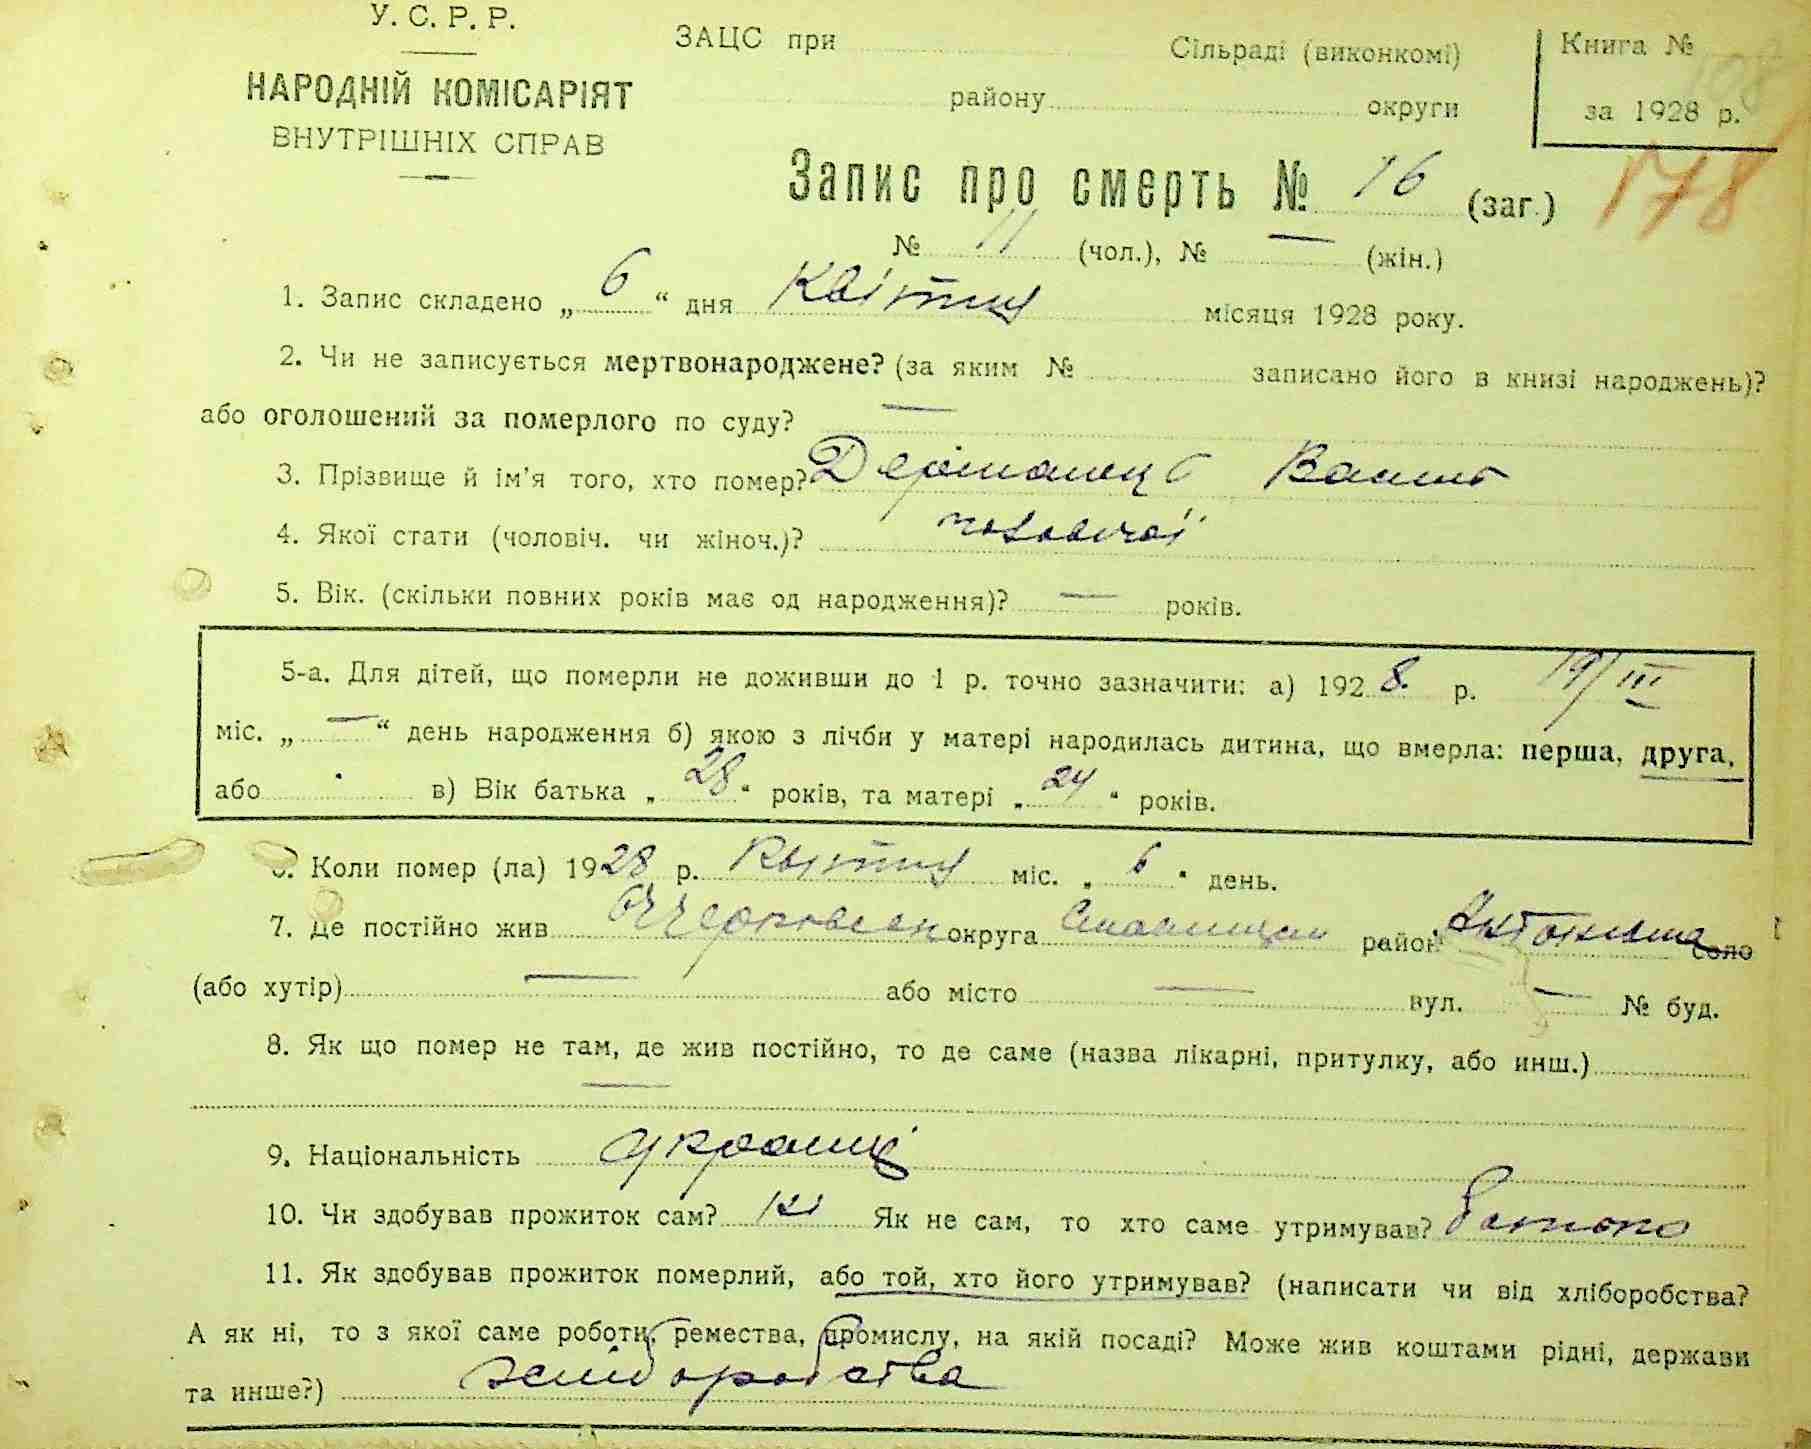 У. С. Р. Р.
НАРОДНІЙ КОМІСАРІЯТ
ВНУТРІШНІХ СПРАВ
ЗАЦС при Сільраді (виконкомі)
району округи
Книга №
за 1928 р.
178
Запис про смерть № 16 (заг.)
№ 11 (чол.), № — (жін.)
1. Запис складено „ 6 “ дня Квітня місяця 1928 року.
2. Чи не записується мертвонароджене? (за яким № записано його в книзі народжень)?
або оголошений за померлого по суду? —
3. Прізвище й ім'я того, хто помер?
4. Якої стати (чоловіч. чи жіноч.)? чоловічої
5. Вік. (скільки повних років має од народження)? — років.
5-а. Для дітей, що померли не доживши до 1 р. точно зазначити: а) 1928. р. 19/III
міс. „ — “ день народження б) якою з лічби у матері народилась дитина, що вмерла: перша, друга,
або в) Вік батька „ 28 “ років, та матері „ 24 “ років.
6. Коли помер (ла) 1928 р. Квітня міс. „ 6 “ день.
7. Де постійно жив округа район Антонівка село
(або хутір) — або місто — вул. — № буд.
8. Як що помер не там, де жив постійно, то де саме (назва лікарні, притулку, або инш.)
—
9. Національність україн
10. Чи здобував прожиток сам? ні Як не сам, то хто саме утримував? батько
11. Як здобував прожиток померлий, або той, хто його утримував? (написати чи від хліборобства?
А як ні, то з якої саме роботи, ремества, промислу, на якій посаді? Може жив коштами рідні, держави
та инше?) хліборобства